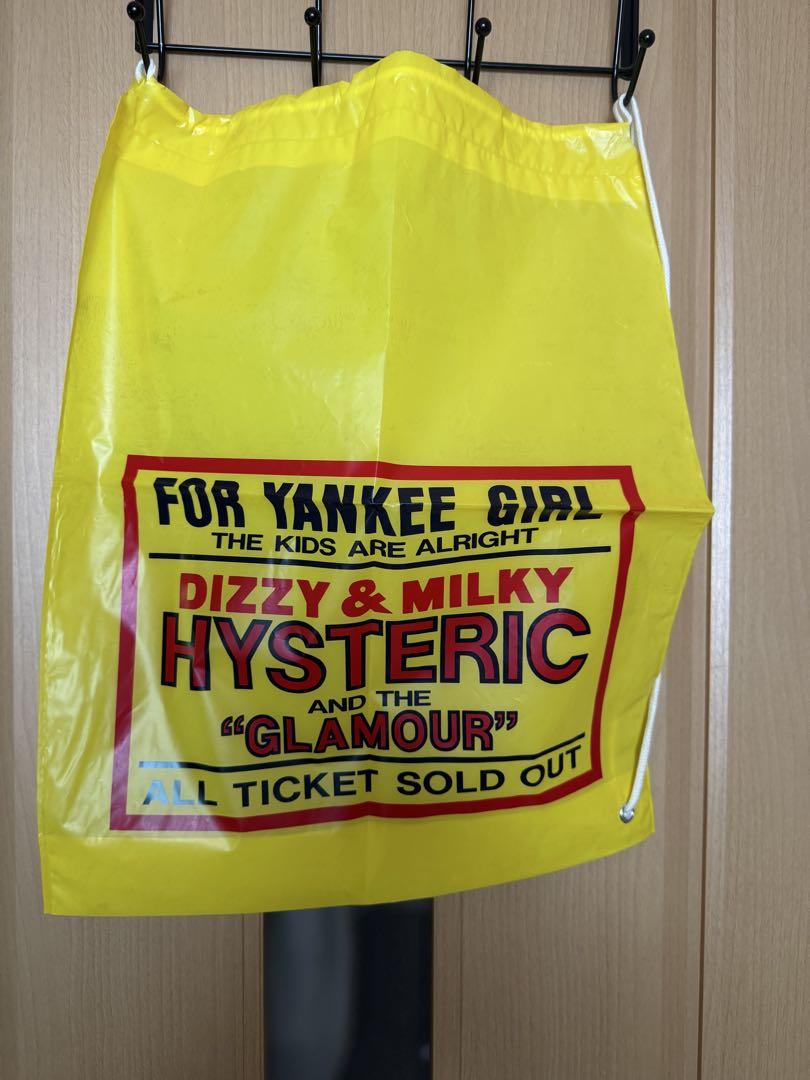 FOR YANKEE GIRL
THE KIDS ARE ALRIGHT
DIZZY & MILKY
HYSTERIC
AND THE
“GLAMOUR”
ALL TICKET SOLD OUT